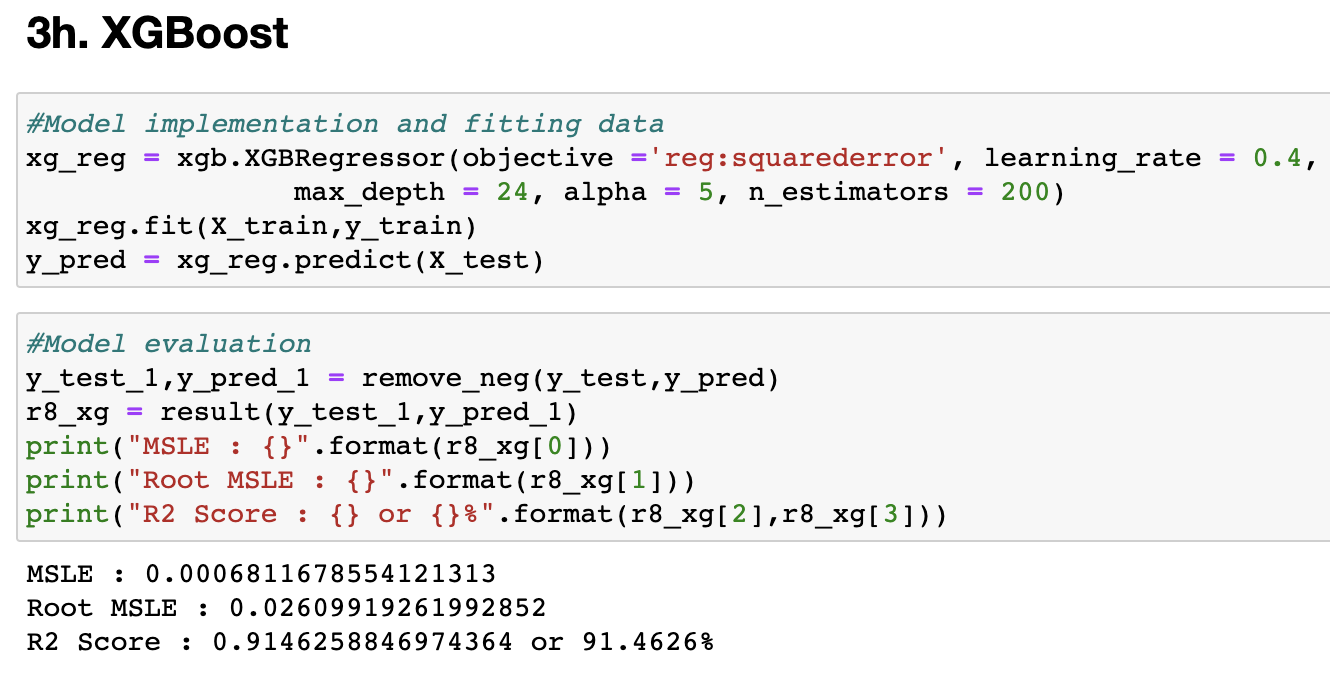 3h. XGBoost
#Model implementation and fitting data
xg_reg = xgb.XGBRegressor(objective ='reg:squarederror', learning_rate = 0.4,
max_depth = 24, alpha = 5, n_estimators = 200)
xg_reg.fit(X_train,y_train)
y_pred = xg_reg.predict(X_test)
#Model evaluation
y_test_1,y_pred_1 = remove_neg(y_test,y_pred)
r8_xg = result(y_test_1,y_pred_1)
print("MSLE : {}".format(r8_xg[0]))
print("Root MSLE : {}".format(r8_xg[1]))
print("R2 Score : {} or {}%".format(r8_xg[2],r8_xg[3]))
MSLE : 0.0006811678554121313
Root MSLE : 0.02609919261992852
R2 Score : 0.9146258846974364 or 91.4626%